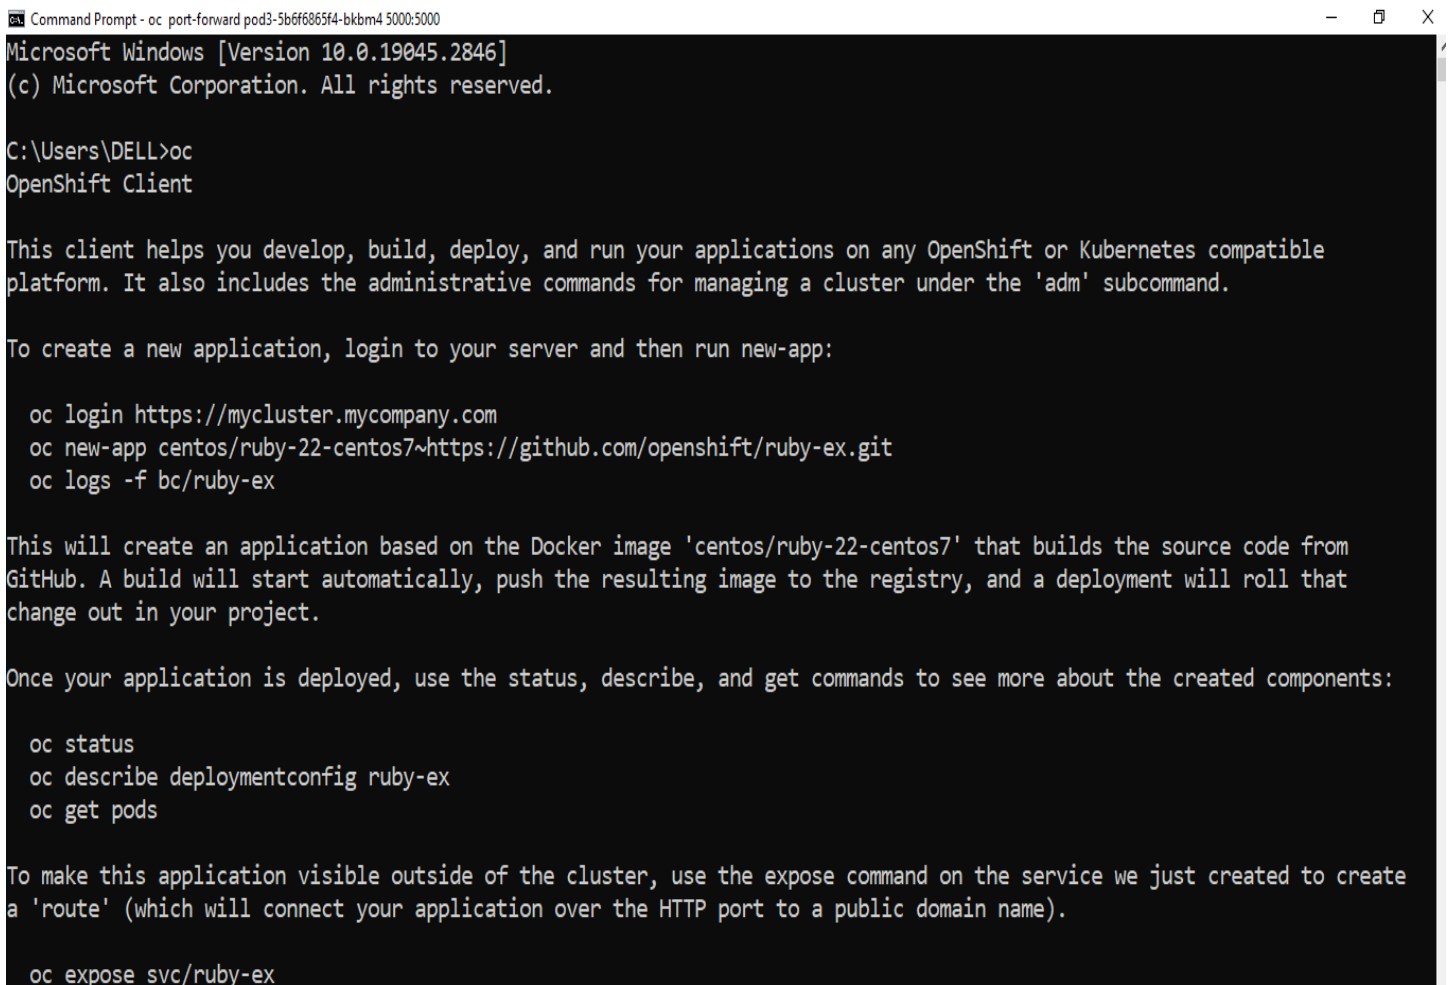 Command Prompt - oc  port-forward pod3-5b6f6865f4-bkbm4 5000:5000
Microsoft Windows [Version 10.0.19045.2846]
(c) Microsoft Corporation. All rights reserved.
C:\Users\DELL>oc
OpenShift Client
This client helps you develop, build, deploy, and run your applications on any OpenShift or Kubernetes compatible
platform. It also includes the administrative commands for managing a cluster under the 'adm' subcommand.
To create a new application, login to your server and then run new-app:
oc login https://mycluster.mycompany.com
oc new-app centos/ruby-22-centos7~https://github.com/openshift/ruby-ex.git
oc logs -f bc/ruby-ex
This will create an application based on the Docker image 'centos/ruby-22-centos7' that builds the source code from
GitHub. A build will start automatically, push the resulting image to the registry, and a deployment will roll that
change out in your project.
Once your application is deployed, use the status, describe, and get commands to see more about the created components:
oc status
oc describe deploymentconfig ruby-ex
oc get pods
To make this application visible outside of the cluster, use the expose command on the service we just created to create
a 'route' (which will connect your application over the HTTP port to a public domain name).
oc expose svc/ruby-ex